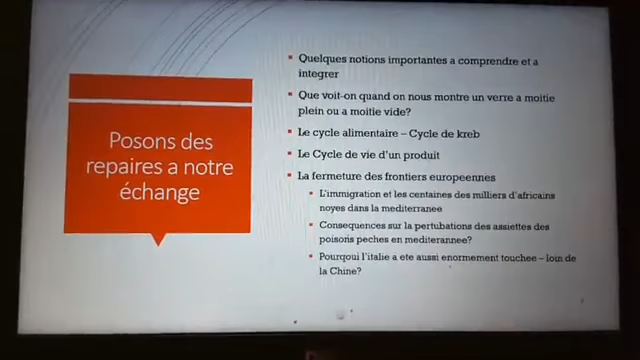 Posons des
repaires a notre
échange
Quelques notions importantes a comprendre et a
integrer
Que voit-on quand on nous montre un verre a moitie
plein ou a moitie vide?
Le cycle alimentaire – Cycle de kreb
Le Cycle de vie d'un produit
La fermeture des frontiers europeennes
L'immigration et les centaines des milliers d'africains
noyes dans la mediterranee
Consequences sur la pertubations des assiettes des
poisons peches en mediterannee?
Pourqoui l'italie a ete aussi enormement touchee – loin de
la Chine?